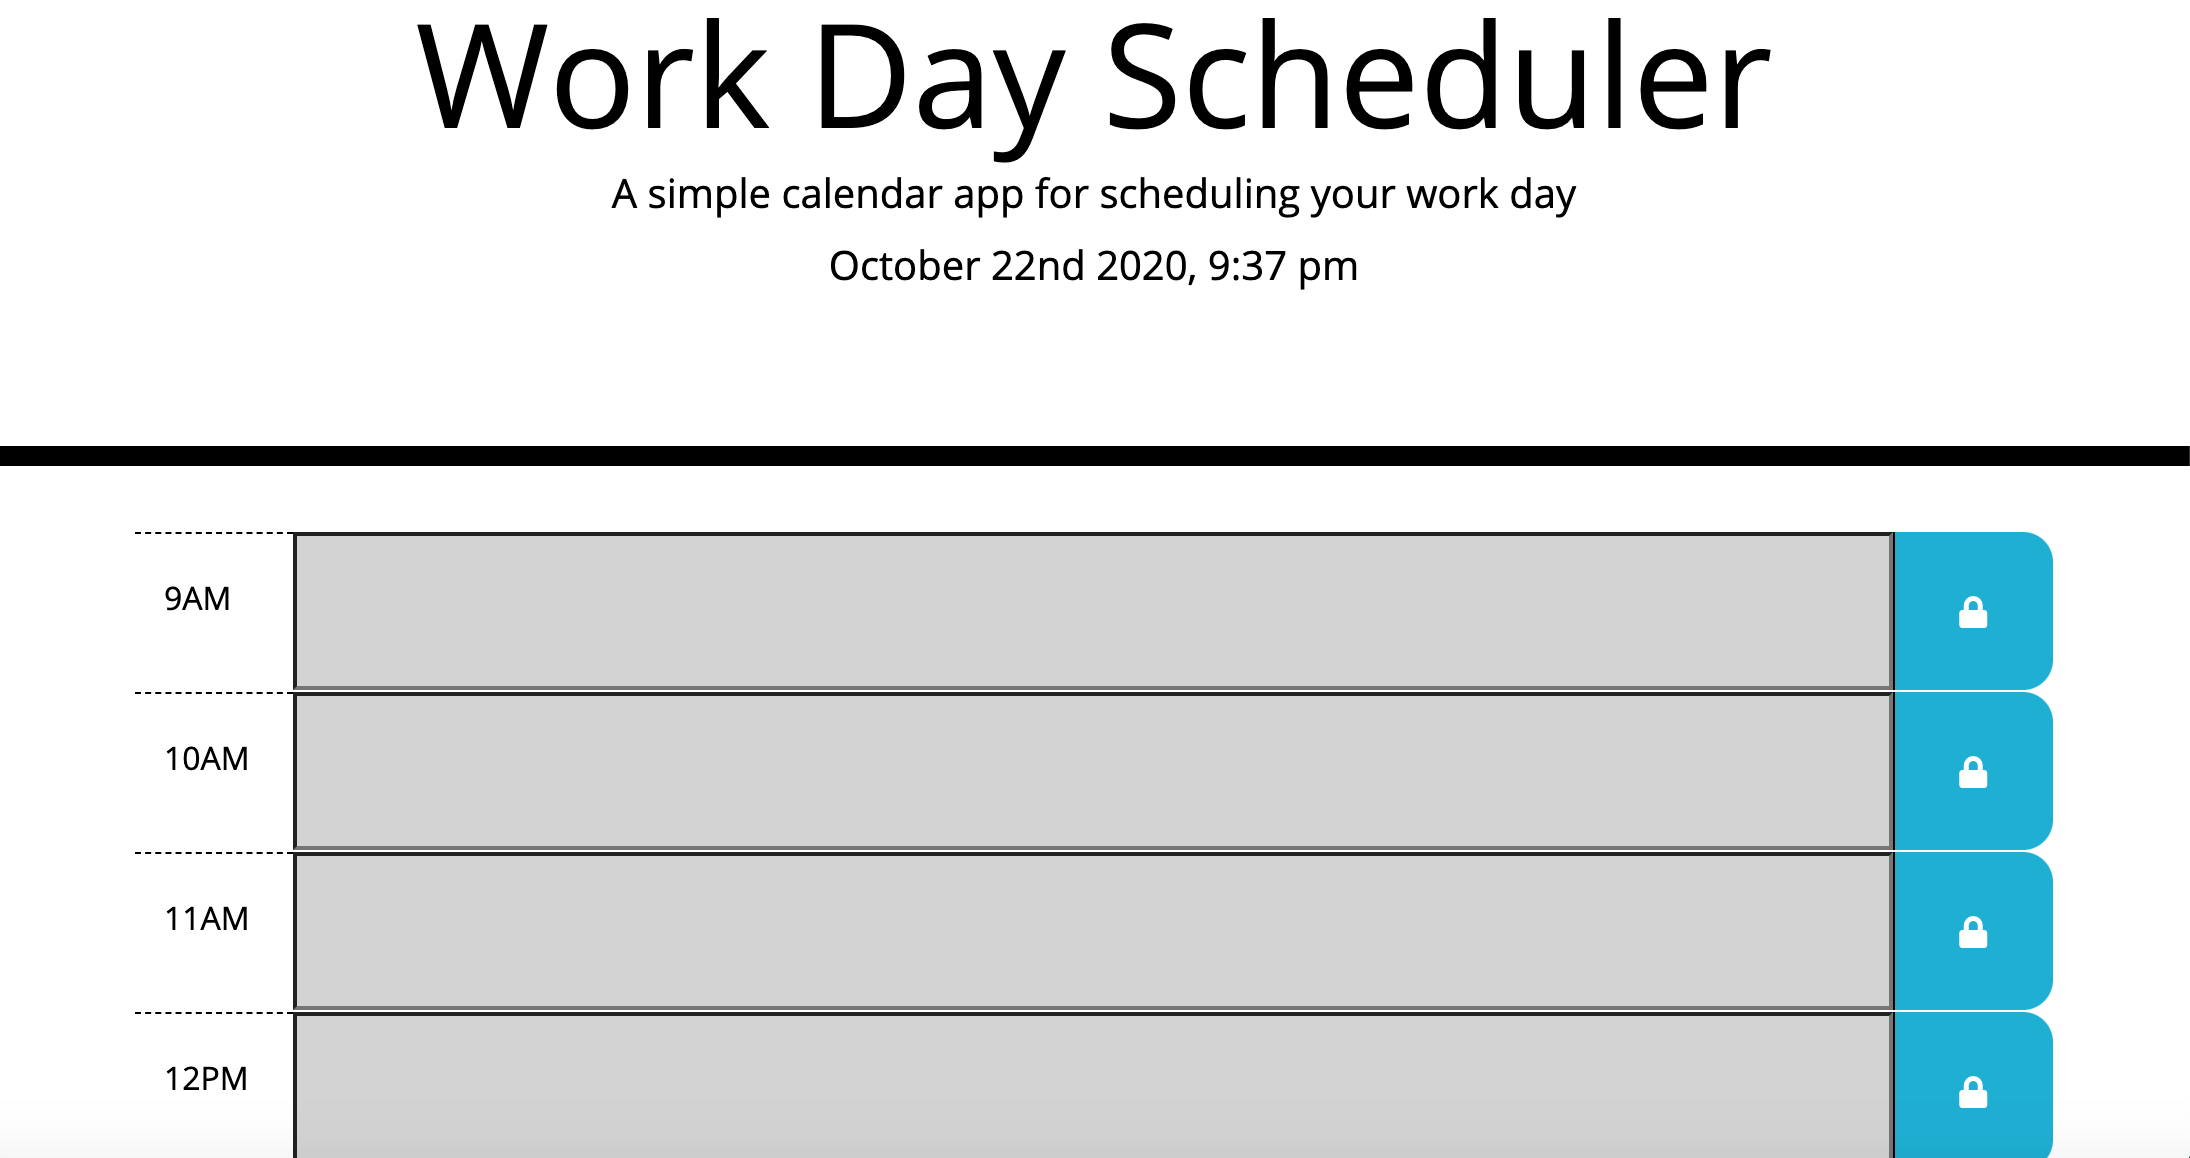 Work Day Scheduler
A simple calendar app for scheduling your work day
October 22nd 2020, 9:37 pm
9AM
10AM
11AM
12PM